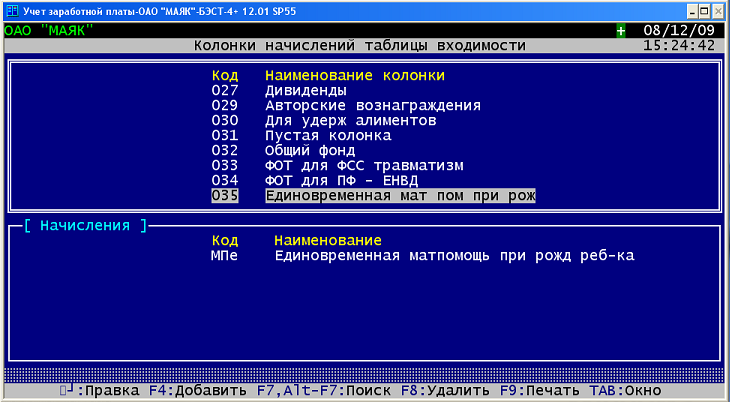 Учет заработной платы-ОАО "МАЯК"-БЭСТ-4+ 12.01 SP55
ОАО "МАЯК" + 08/12/09
Колонки начислений таблицы входимости 15:24:42
Код Наименование колонки
027 Дивиденды
029 Авторские вознаграждения
030 Для удерж алиментов
031 Пустая колонка
032 Общий фонд
033 ФОТ для ФСС травматизм
034 ФОТ для ПФ - ЕНВД
035 Единовременная мат пом при рож
[ Начисления ]
Код Наименование
МПе Единовременная матпомощь при рожд реб-ка
┘:Правка F4:Добавить F7,Alt-F7:Поиск F8:Удалить F9:Печать TAB:Окно